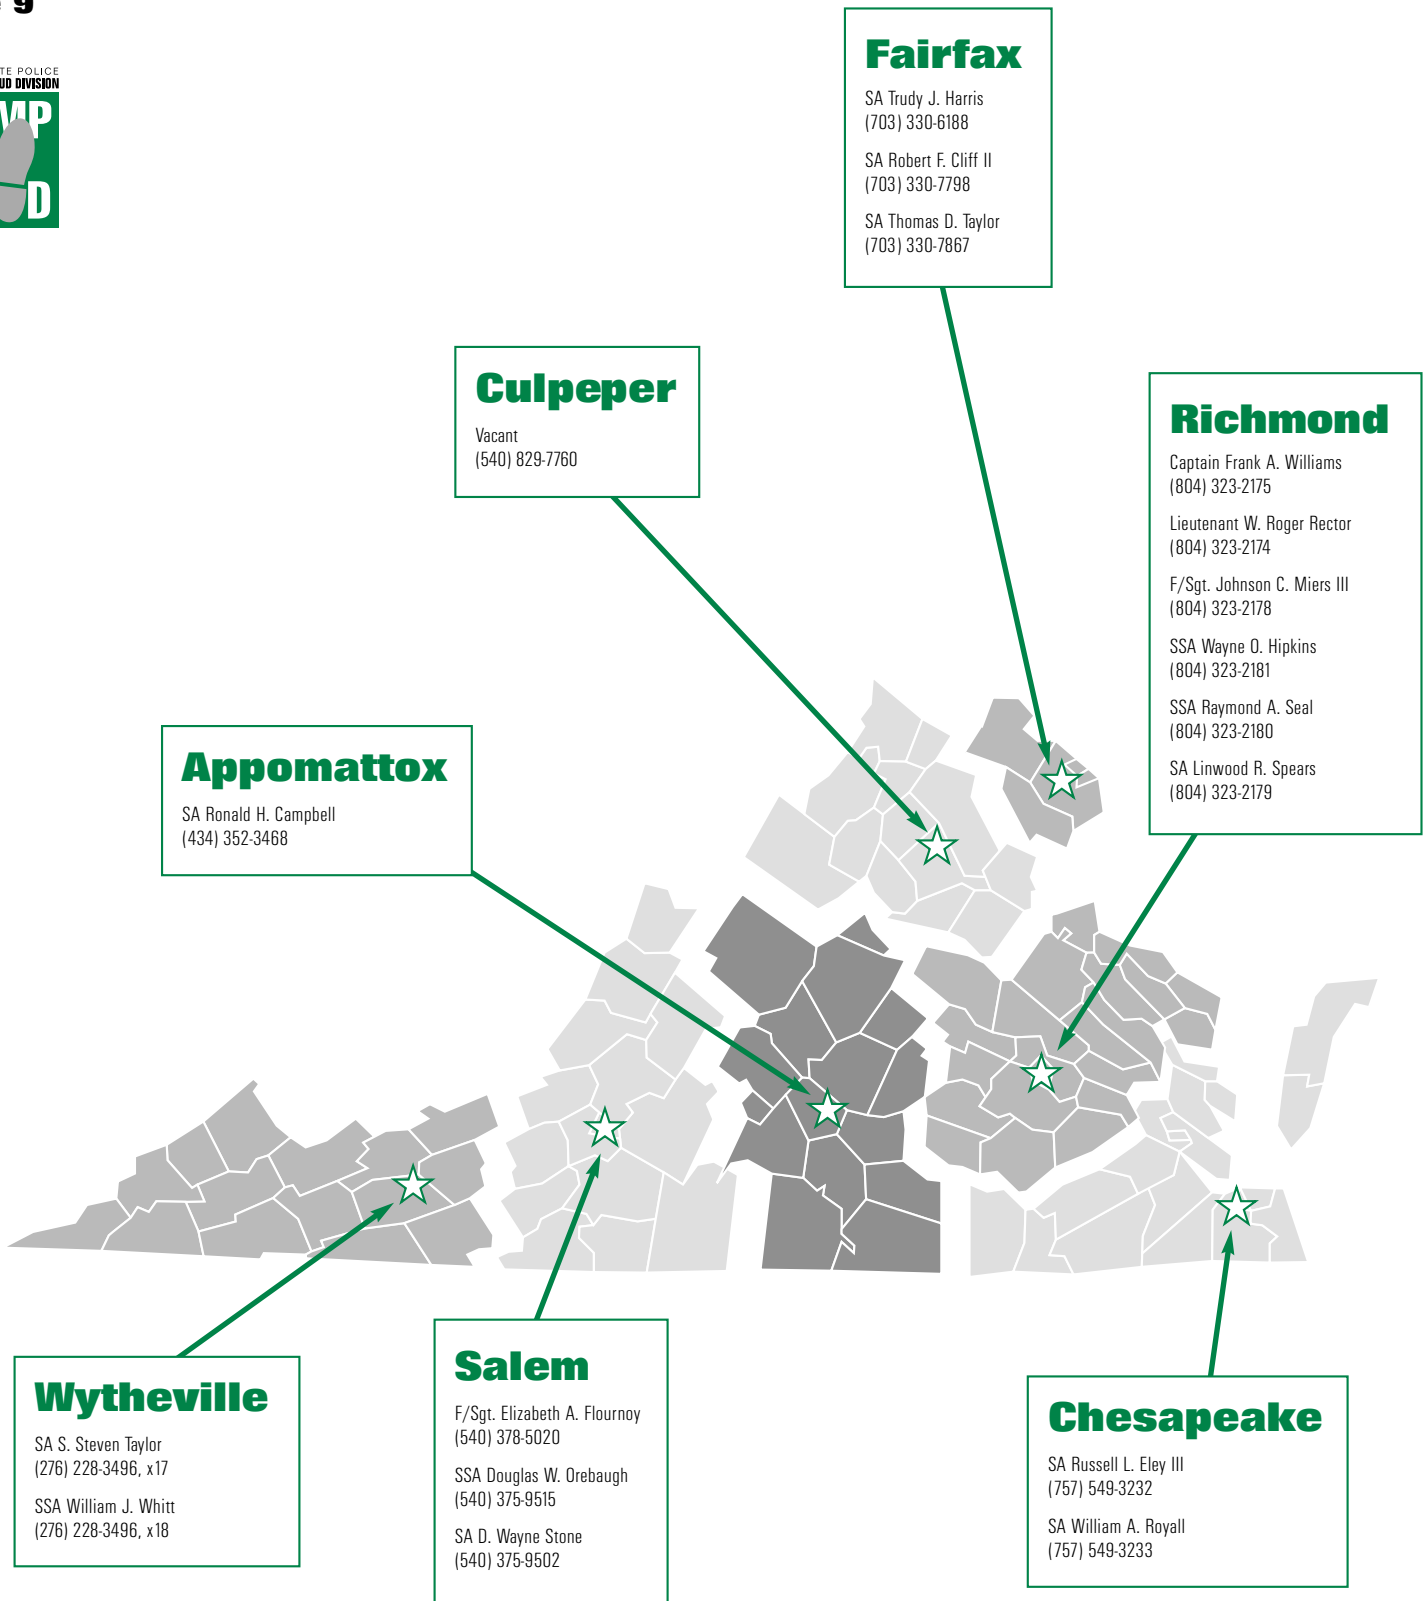 9
TE POLICE
UD DIVISION
MP
D
Fairfax
SA Trudy J. Harris
(703) 330-6188
SA Robert F. Cliff II
(703) 330-7798
SA Thomas D. Taylor
(703) 330-7867
Culpeper
Vacant
(540) 829-7760
Richmond
Captain Frank A. Williams
(804) 323-2175
Lieutenant W. Roger Rector
(804) 323-2174
F/Sgt. Johnson C. Miers III
(804) 323-2178
SSA Wayne O. Hipkins
(804) 323-2181
SSA Raymond A. Seal
(804) 323-2180
SA Linwood R. Spears
(804) 323-2179
Appomattox
SA Ronald H. Campbell
(434) 352-3468
Wytheville
SA S. Steven Taylor
(276) 228-3496, x17
SSA William J. Whitt
(276) 228-3496, x18
Salem
F/Sgt. Elizabeth A. Flournoy
(540) 378-5020
SSA Douglas W. Orebaugh
(540) 375-9515
SA D. Wayne Stone
(540) 375-9502
Chesapeake
SA Russell L. Eley III
(757) 549-3232
SA William A. Royall
(757) 549-3233